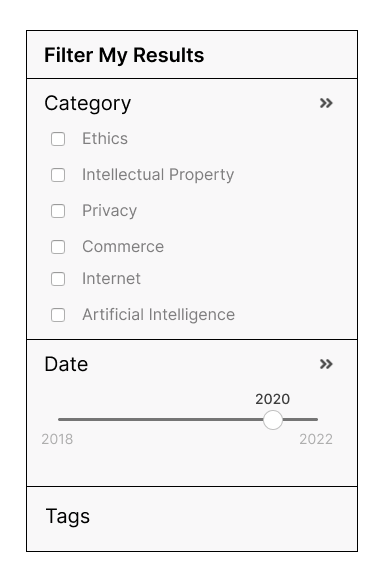 Filter My Results
Category »
Ethics
Intellectual Property
Privacy
Commerce
Internet
Artificial Intelligence
Date »
2020
2018 2022
Tags